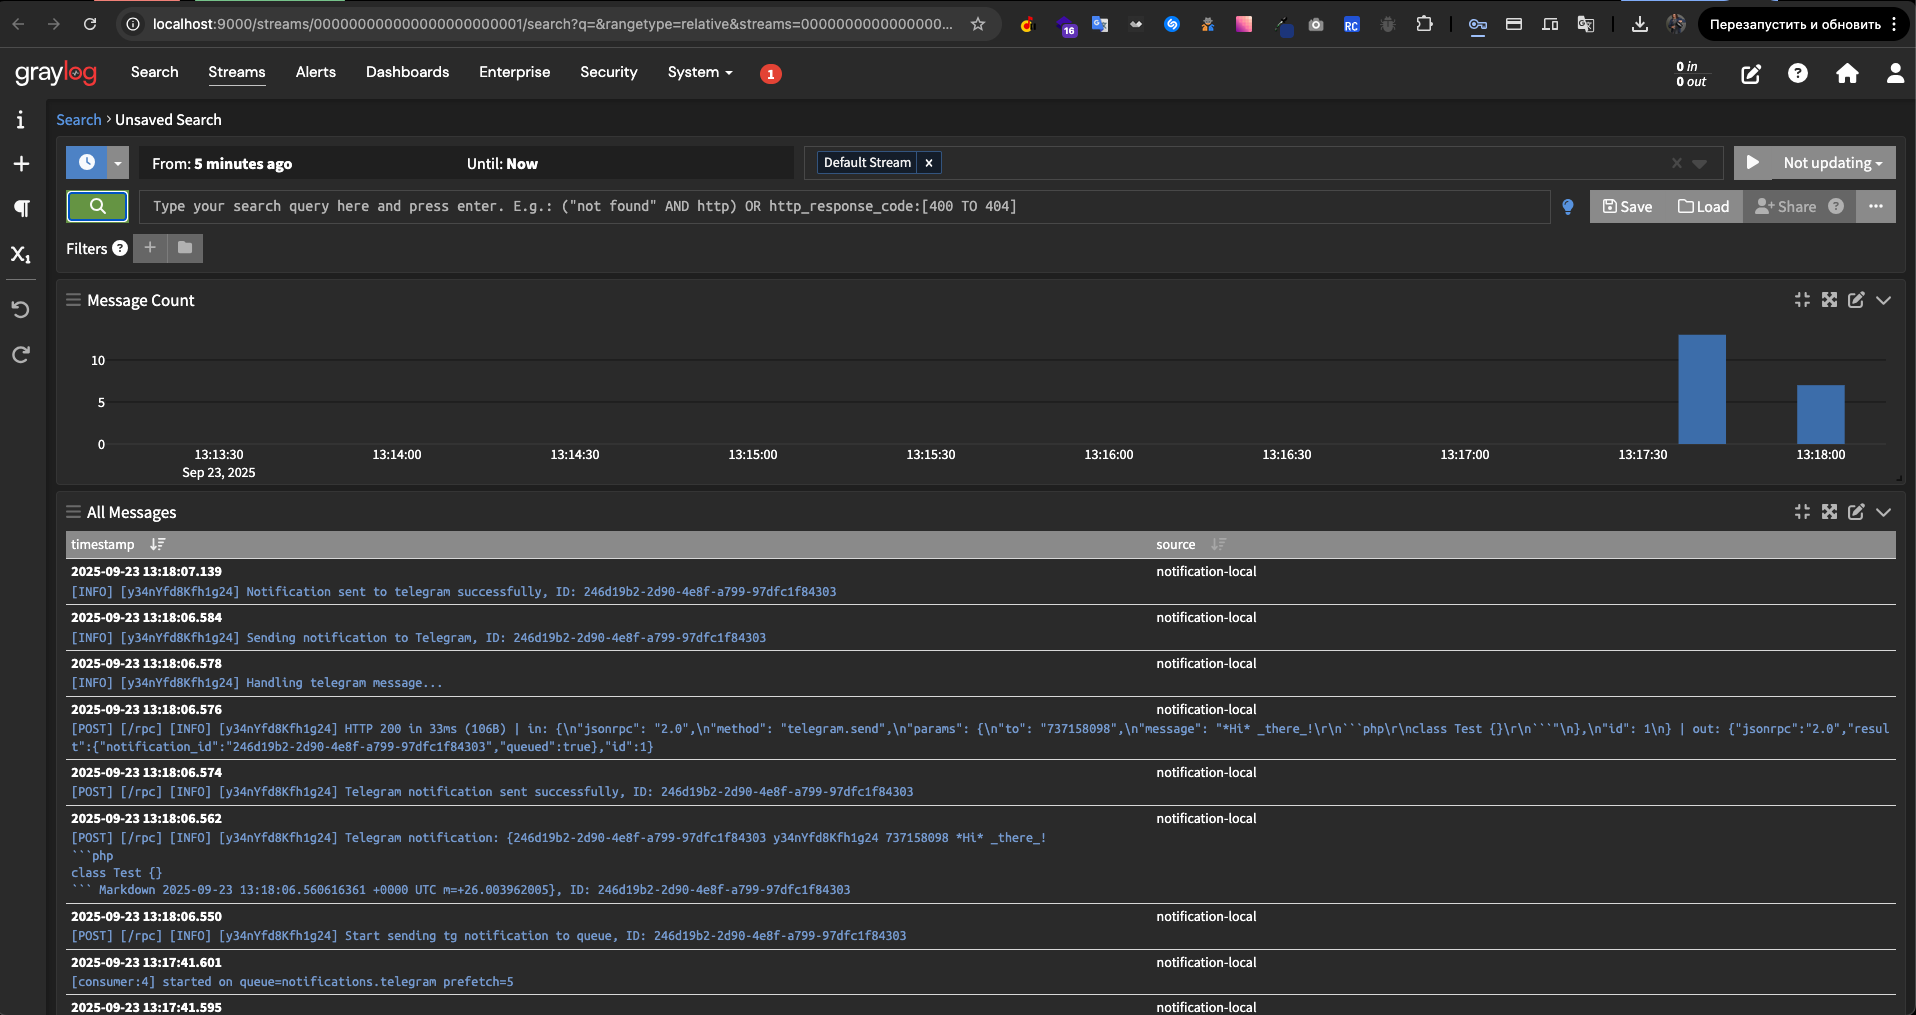 localhost:9000/streams/000000000000000000000001/search?q=&rangetype=relative&streams=0000000000000000...
16
RC
Перезапустить и обновить
graylog
Search
Streams
Alerts
Dashboards
Enterprise
Security
System
1
0 in
0 out
Search › Unsaved Search
From: 5 minutes ago
Until: Now
Default Stream ×
Not updating
Type your search query here and press enter. E.g.: ("not found" AND http) OR http_response_code:[400 TO 404]
Save
Load
Share
Filters
Message Count
10
5
0
13:13:30
13:14:00
13:14:30
13:15:00
13:15:30
13:16:00
13:16:30
13:17:00
13:17:30
13:18:00
Sep 23, 2025
All Messages
timestamp
source
2025-09-23 13:18:07.139
notification-local
[INFO] [y34nYfd8Kfh1g24] Notification sent to telegram successfully, ID: 246d19b2-2d90-4e8f-a799-97dfc1f84303
2025-09-23 13:18:06.584
notification-local
[INFO] [y34nYfd8Kfh1g24] Sending notification to Telegram, ID: 246d19b2-2d90-4e8f-a799-97dfc1f84303
2025-09-23 13:18:06.578
notification-local
[INFO] [y34nYfd8Kfh1g24] Handling telegram message...
2025-09-23 13:18:06.576
notification-local
[POST] [/rpc] [INFO] [y34nYfd8Kfh1g24] HTTP 200 in 33ms (106B) | in: {\n"jsonrpc": "2.0",\n"method": "telegram.send",\n"params": {\n"to": "737158098",\n"message": "*Hi* _there_!\r\n```php\r\nclass Test {}\r\n```"\n},\n"id": 1\n} | out: {"jsonrpc":"2.0","resul
t":{"notification_id":"246d19b2-2d90-4e8f-a799-97dfc1f84303","queued":true},"id":1}
2025-09-23 13:18:06.574
notification-local
[POST] [/rpc] [INFO] [y34nYfd8Kfh1g24] Telegram notification sent successfully, ID: 246d19b2-2d90-4e8f-a799-97dfc1f84303
2025-09-23 13:18:06.562
notification-local
[POST] [/rpc] [INFO] [y34nYfd8Kfh1g24] Telegram notification: {246d19b2-2d90-4e8f-a799-97dfc1f84303 y34nYfd8Kfh1g24 737158098 *Hi* _there_!
```php
class Test {}
``` Markdown 2025-09-23 13:18:06.560616361 +0000 UTC m=+26.003962005}, ID: 246d19b2-2d90-4e8f-a799-97dfc1f84303
2025-09-23 13:18:06.550
notification-local
[POST] [/rpc] [INFO] [y34nYfd8Kfh1g24] Start sending tg notification to queue, ID: 246d19b2-2d90-4e8f-a799-97dfc1f84303
2025-09-23 13:17:41.601
notification-local
[consumer:4] started on queue=notifications.telegram prefetch=5
2025-09-23 13:17:41.595
notification-local